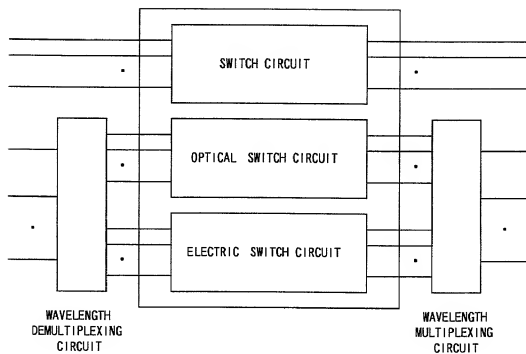 SWITCH CIRCUIT
OPTICAL SWITCH CIRCUIT
ELECTRIC SWITCH CIRCUIT
WAVELENGTH
DEMULTIPLEXING
CIRCUIT
WAVELENGTH
MULTIPLEXING
CIRCUIT